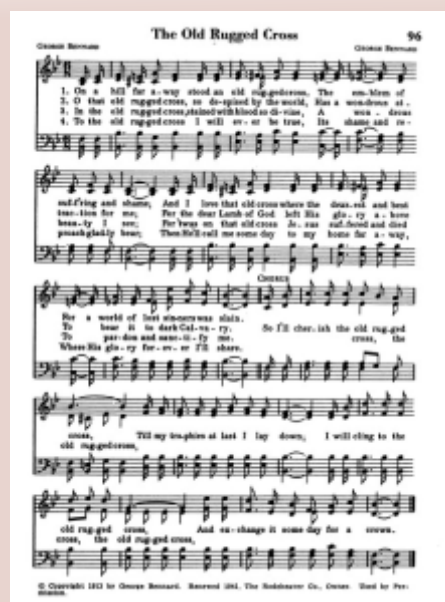 The Old Rugged Cross 96
GEORGE BENNARD GEORGE BENNARD
1. On a hill far a-way stood an old rug-ged cross, The em-blem of
2. O that old rug-ged cross, so de-spised by the world, Has a won-drous at-
3. In the old rug-ged cross, stained with blood so di-vine, A won-drous
4. To the old rug-ged cross I will ev-er be true, Its shame and re-
suf-f'ring and shame; And I love that old cross where the dear-est and best
trac-tion for me; For the dear Lamb of God left His glo-ry a-bove
beau-ty I see; For 'twas on that old cross Je-sus suf-fered and died
proach glad-ly bear; Then He'll call me some day to my home far a-way,
CHORUS
For a world of lost sin-ners was slain.
To bear it to dark Cal-va-ry. So I'll cher-ish the old rug-ged
To par-don and sanc-ti-fy me. cross, the
Where His glo-ry for-ev-er I'll share.
cross, Till my tro-phies at last I lay down; I will cling to the
old rug-ged cross,
old rug-ged cross, And ex-change it some day for a crown.
cross, the old rug-ged cross,
© Copyright 1913 by George Bennard. Renewed 1941, The Rodeheaver Co., Owner. Used by Per-
mission.